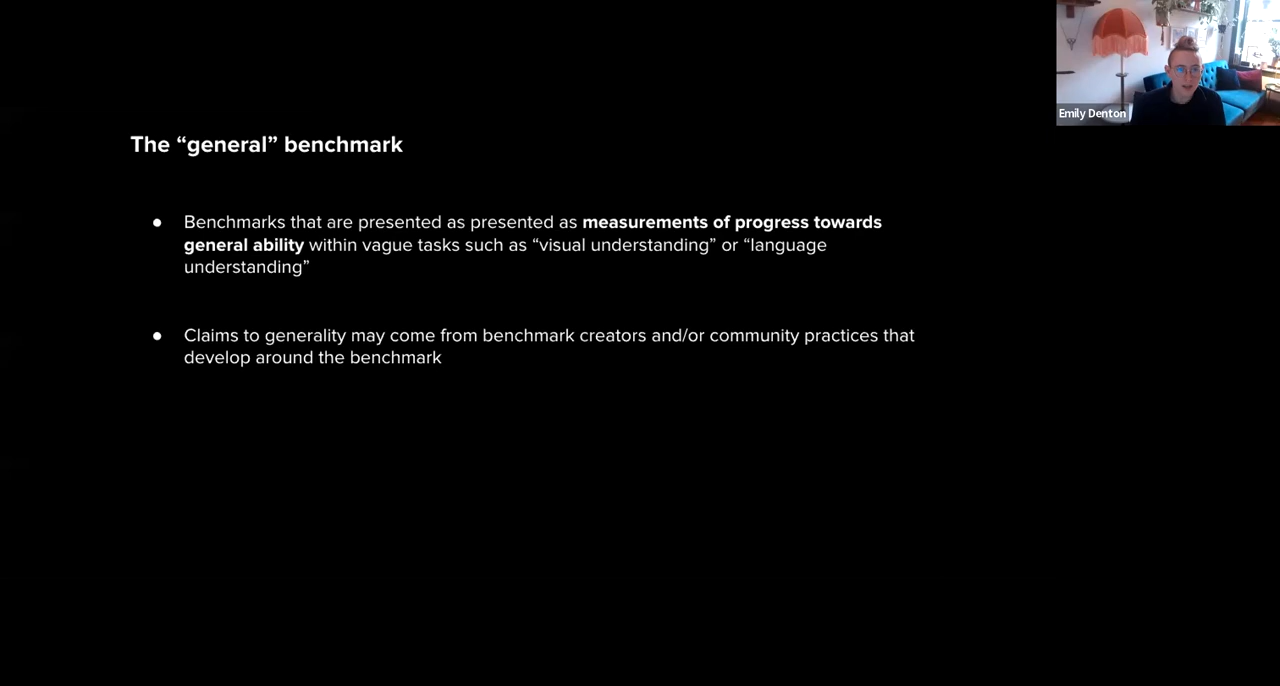 Emily Denton
The “general” benchmark
● Benchmarks that are presented as presented as measurements of progress towards
general ability within vague tasks such as “visual understanding” or “language
understanding”
● Claims to generality may come from benchmark creators and/or community practices that
develop around the benchmark